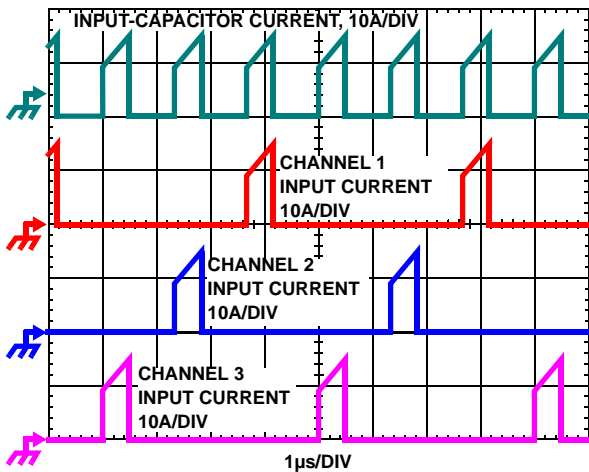 INPUT-CAPACITOR CURRENT, 10A/DIV
CHANNEL 1
INPUT CURRENT
10A/DIV
CHANNEL 2
INPUT CURRENT
10A/DIV
CHANNEL 3
INPUT CURRENT
10A/DIV
1µs/DIV